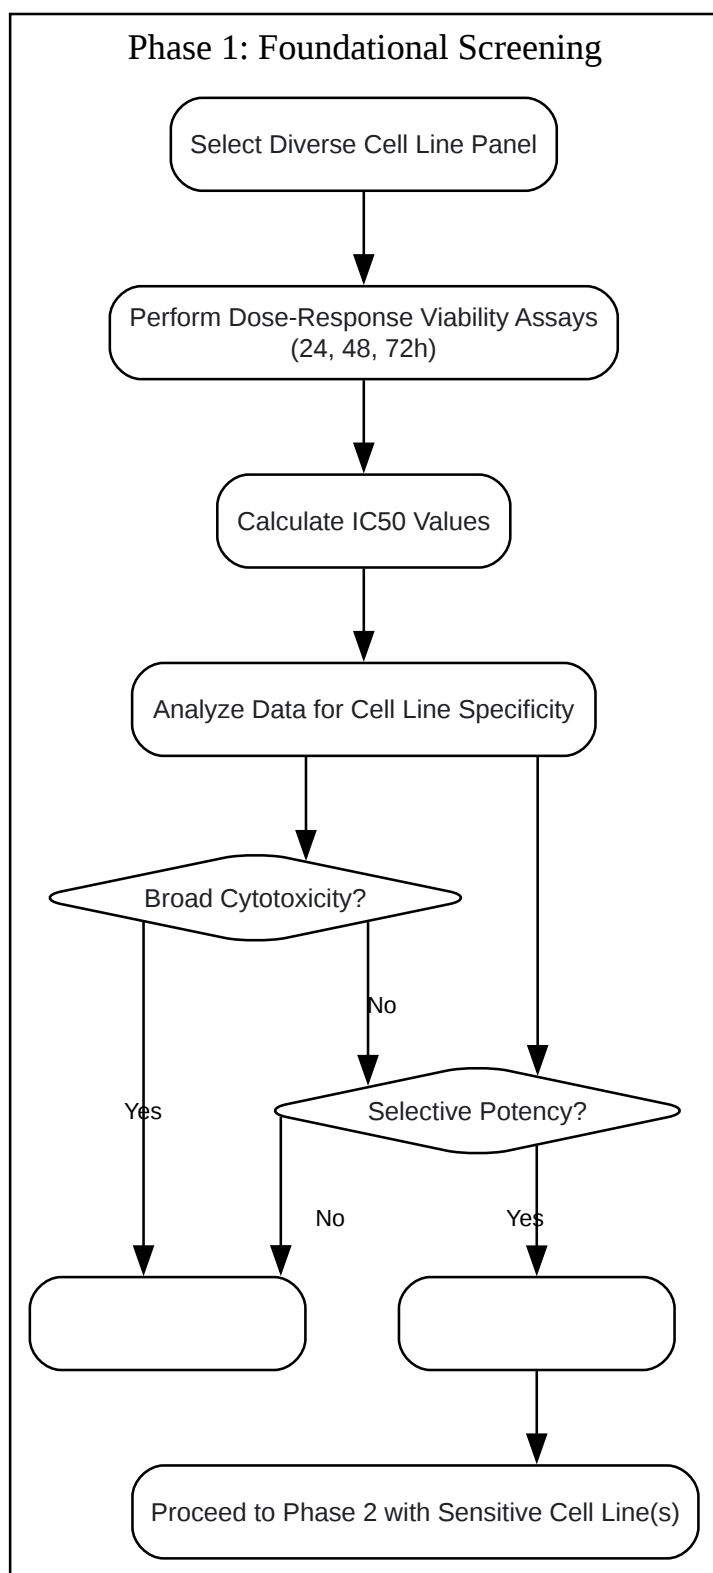 Phase 1: Foundational Screening
Select Diverse Cell Line Panel
Perform Dose-Response Viability Assays
(24, 48, 72h)
Calculate IC50 Values
Analyze Data for Cell Line Specificity
Broad Cytotoxicity?
No
Yes
Selective Potency?
No
Yes
Proceed to Phase 2 with Sensitive Cell Line(s)